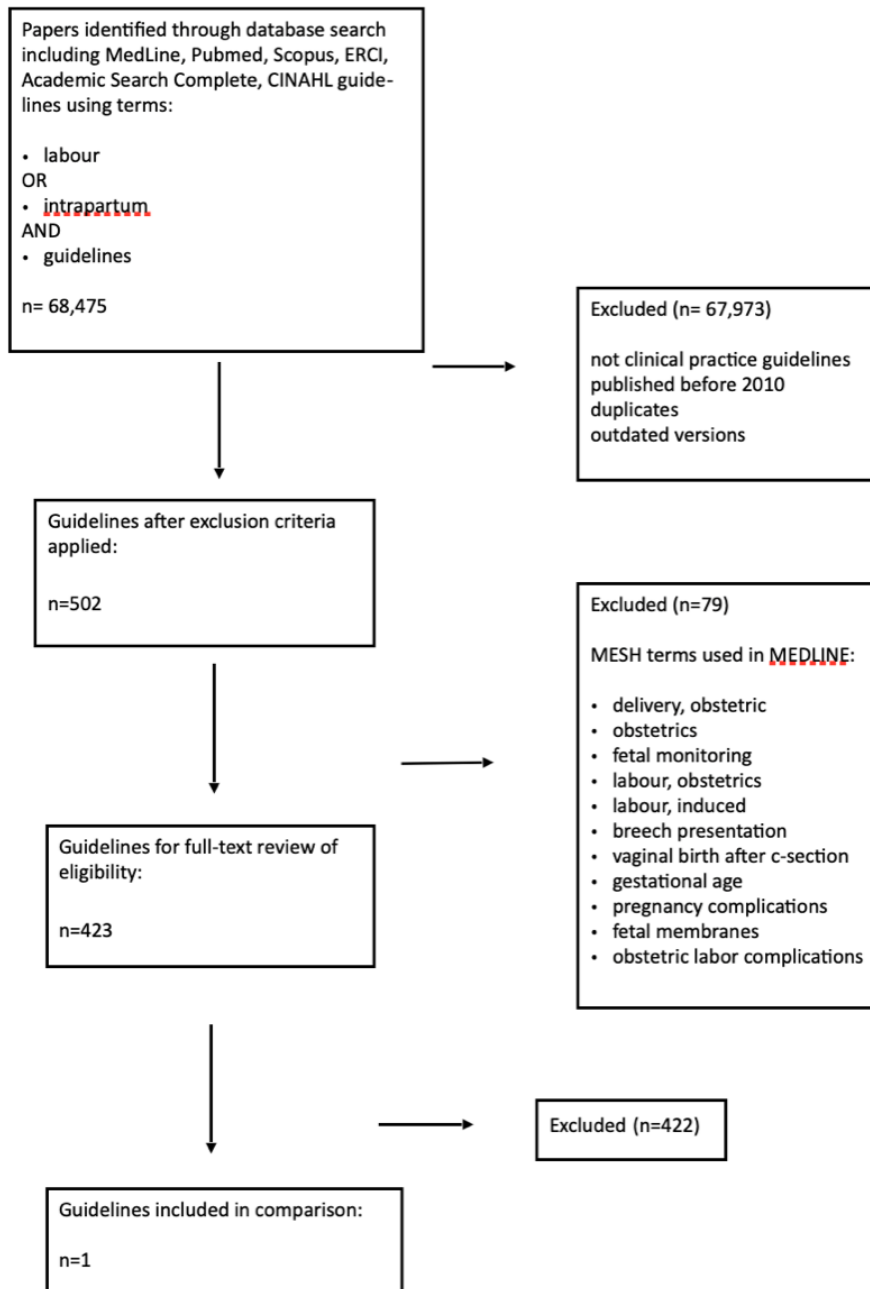 Papers identified through database search
including MedLine, Pubmed, Scopus, ERCI,
Academic Search Complete, CINAHL guide-
lines using terms:
• labour
OR
• intrapartum
AND
• guidelines
n= 68,475
Excluded (n= 67,973)
not clinical practice guidelines
published before 2010
duplicates
outdated versions
Guidelines after exclusion criteria
applied:
n=502
Excluded (n=79)
MESH terms used in MEDLINE:
• delivery, obstetric
• obstetrics
• fetal monitoring
• labour, obstetrics
• labour, induced
• breech presentation
• vaginal birth after c-section
• gestational age
• pregnancy complications
• fetal membranes
• obstetric labor complications
Guidelines for full-text review of
eligibility:
n=423
Excluded (n=422)
Guidelines included in comparison:
n=1